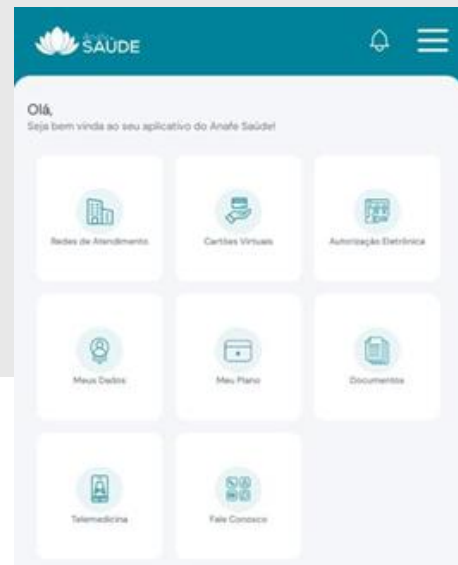 Anafe
SAÚDE
Olá,
Seja bem vinda ao seu aplicativo do Anafe Saúde!
Redes de Atendimento
Cartões Virtuais
Autorização Eletrônica
Meus Dados
Meu Plano
Documentos
Telemedicina
Fale Conosco